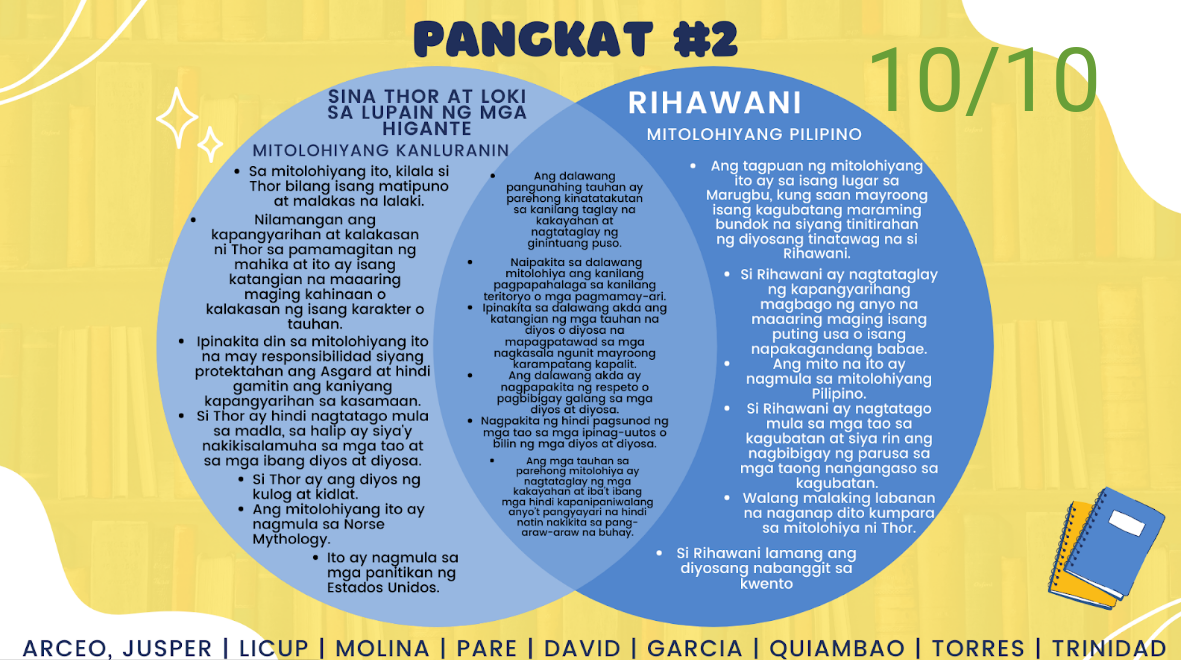 PANGKAT #2
10/10
SINA THOR AT LOKI
SA LUPAIN NG MGA
HIGANTE
MITOLOHIYANG KANLURANIN
• Sa mitolohiyang ito, kilala si
Thor bilang isang matipuno
at malakas na lalaki.
• Nilamangan ang
kapangyarihan at kalakasan
ni Thor sa pamamagitan ng
mahika at ito ay isang
katangian na maaaring
maging kahinaan o
kalakasan ng isang karakter o
tauhan.
• Ipinakita din sa mitolohiyang ito
na may responsibilidad siyang
protektahan ang Asgard at hindi
gamitin ang kaniyang
kapangyarihan sa kasamaan.
• Si Thor ay hindi nagtatago mula
sa madla, sa halip ay siya'y
nakikisalamuha sa mga tao at
sa mga ibang diyos at diyosa.
• Si Thor ay ang diyos ng
kulog at kidlat.
• Ang mitolohiyang ito ay
nagmula sa Norse
Mythology.
• Ito ay nagmula sa
mga panitikan ng
Estados Unidos.
• Ang dalawang
pangunahing tauhan ay
parehong kinatatakutan
sa kanilang taglay na
kakayahan at
nagtataglay ng
ginintuang puso.
• Naipakita sa dalawang
mitolohiya ang kanilang
pagpapahalaga sa kanilang
teritoryo o mga pagmamay-ari.
• Ipinakita sa dalawang akda ang
katangian ng mga tauhan na
diyos o diyosa na
mapagpatawad sa mga
nagkasala ngunit mayroong
karampatang kapalit.
• Ang dalawang akda ay
nagpapakita ng respeto o
pagbibigay galang sa mga
diyos at diyosa.
• Nagpakita ng hindi pagsunod ng
mga tao sa mga ipinag-uutos o
bilin ng mga diyos at diyosa.
• Ang mga tauhan sa
parehong mitolohiya ay
nagtataglay ng mga
kakayahan at iba't ibang
mga hindi kapanipaniwalang
anyo't pangyayari na hindi
natin nakikita sa pang-
araw-araw na buhay.
RIHAWANI
MITOLOHIYANG PILIPINO
• Ang tagpuan ng mitolohiyang
ito ay sa isang lugar sa
Marugbu, kung saan mayroong
isang kagubatang maraming
bundok na siyang tinitirahan
ng diyosang tinatawag na si
Rihawani.
• Si Rihawani ay nagtataglay
ng kapangyarihang
magbago ng anyo na
maaaring maging isang
puting usa o isang
napakagandang babae.
• Ang mito na ito ay
nagmula sa mitolohiyang
Pilipino.
• Si Rihawani ay nagtatago
mula sa mga tao sa
kagubatan at siya rin ang
nagbibigay ng parusa sa
mga taong nangangaso sa
kagubatan.
• Walang malaking labanan
na naganap dito kumpara
sa mitolohiya ni Thor.
• Si Rihawani lamang ang
diyosang nabanggit sa
kwento
ARCEO, JUSPER | LICUP | MOLINA | PARE | DAVID | GARCIA | QUIAMBAO | TORRES | TRINIDAD